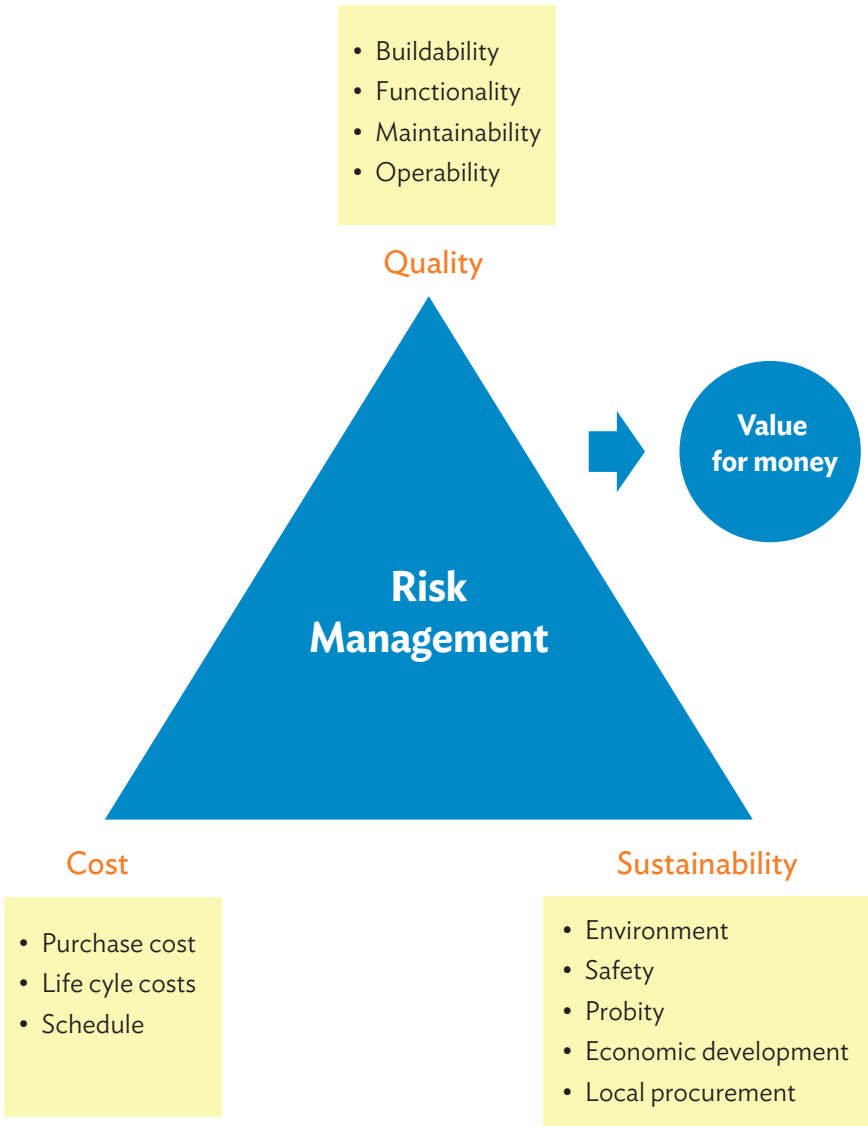 • Buildability
• Functionality
• Maintainability
• Operability
Quality
Value
for money
Risk
Management
Cost
• Purchase cost
• Life cyle costs
• Schedule
Sustainability
• Environment
• Safety
• Probity
• Economic development
• Local procurement